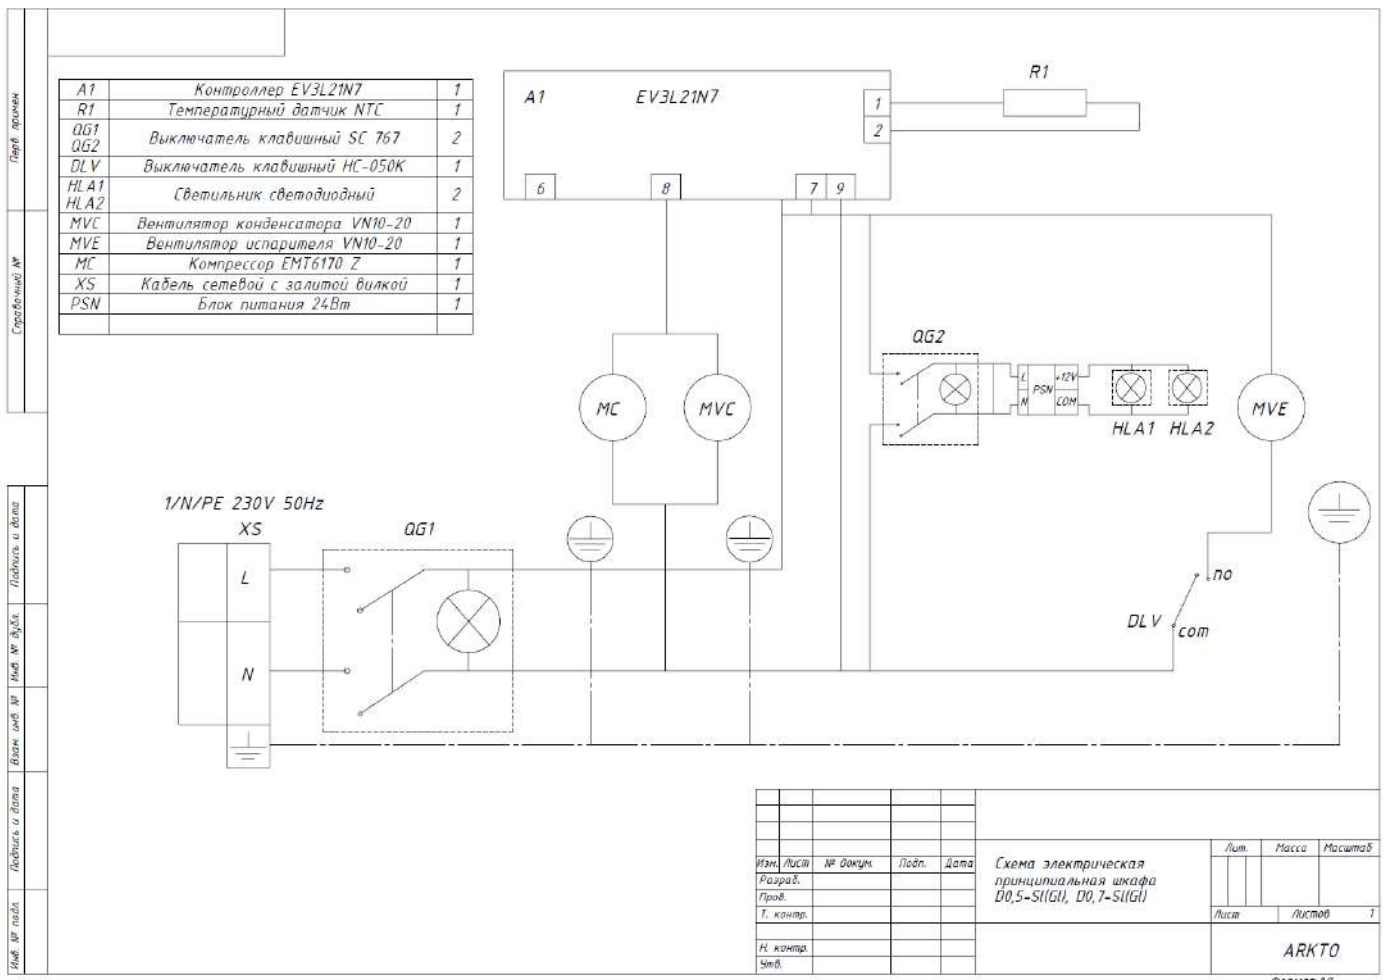 A1 Контроллер EV3L21N7 1
R1 Температурный датчик NTC 1
QG1 QG2 Выключатель клавишный SC 767 2
DLV Выключатель клавишный НС-050К 1
HLA1 HLA2 Светильник светодиодный 2
MVC Вентилятор конденсатора VN10-20 1
MVE Вентилятор испарителя VN10-20 1
MC Компрессор EMT6170 Z 1
XS Кабель сетевой с залитой вилкой 1
PSN Блок питания 24Вт 1
A1 EV3L21N7
R1
1
2
6 8 7 9
QG2
L PSN +12V
N COM
HLA1 HLA2
MC MVC MVE
1/N/PE 230V 50Hz
XS QG1
L
N
no
DLV
com
Перв. примен.
Справочный №
Подпись и дата
Инв. № дубл.
Взам. инв. №
Подпись и дата
Инв. № подл.
Изм. Лист № докум. Подп. Дата
Разраб.
Пров.
Т. контр.
Н. контр.
Утв.
Схема электрическая
принципиальная шкафа
D0,5-Sl(Gl), D0,7-Sl(Gl)
Лит. Масса Масштаб
Лист Листов 1
ARKTO